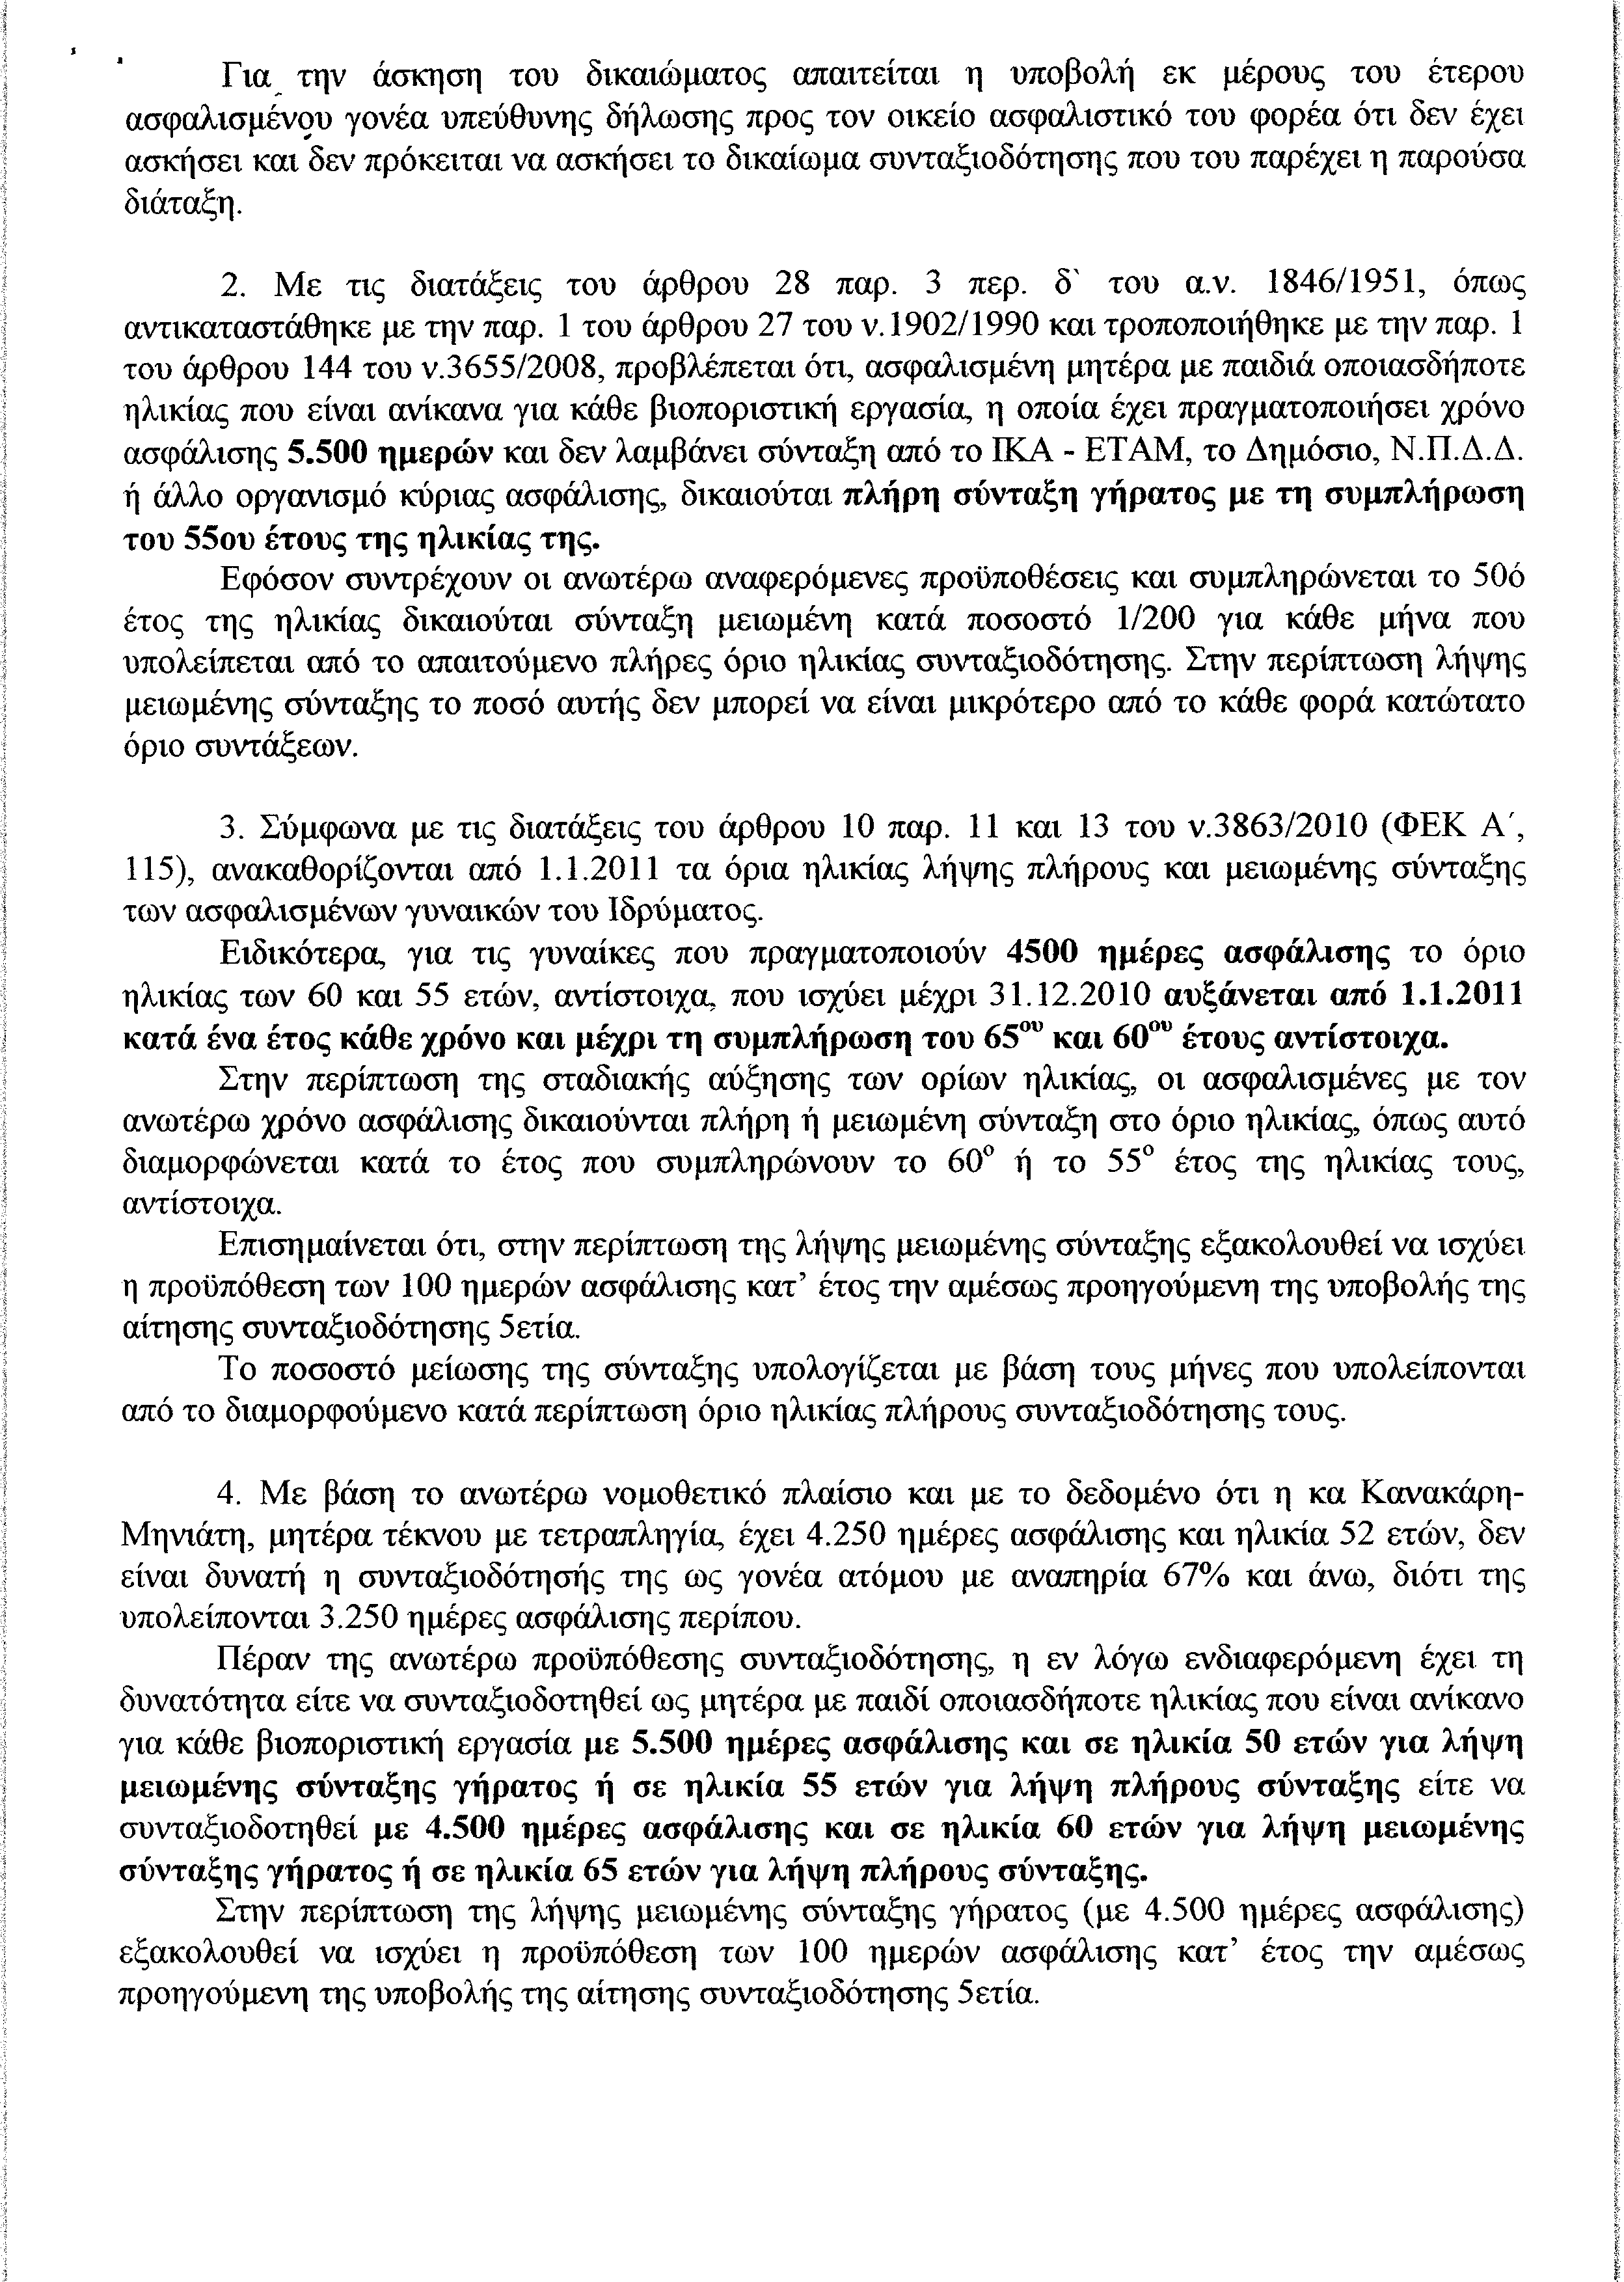 Για την άσκηση του δικαιώματος απαιτείται η υποβολή εκ μέρους του έτερου
ασφαλισμένου γονέα υπεύθυνης δήλωσης προς τον οικείο ασφαλιστικό του φορέα ότι δεν έχει
ασκήσει και δεν πρόκειται να ασκήσει το δικαίωμα συνταξιοδότησης που του παρέχει η παρούσα
διάταξη.
2. Με τις διατάξεις του άρθρου 28 παρ. 3 περ. δ` του α.ν. 1846/1951, όπως
αντικαταστάθηκε με την παρ. 1 του άρθρου 27 του ν.1902/1990 και τροποποιήθηκε με την παρ. 1
του άρθρου 144 του ν.3655/2008, προβλέπεται ότι, ασφαλισμένη μητέρα με παιδιά οποιασδήποτε
ηλικίας που είναι ανίκανα για κάθε βιοποριστική εργασία, η οποία έχει πραγματοποιήσει χρόνο
ασφάλισης 5.500 ημερών και δεν λαμβάνει σύνταξη από το ΙΚΑ - ΕΤΑΜ, το Δημόσιο, Ν.Π.Δ.Δ.
ή άλλο οργανισμό κύριας ασφάλισης, δικαιούται πλήρη σύνταξη γήρατος με τη συμπλήρωση
του 55ου έτους της ηλικίας της.
Εφόσον συντρέχουν οι ανωτέρω αναφερόμενες προϋποθέσεις και συμπληρώνεται το 50ό
έτος της ηλικίας δικαιούται σύνταξη μειωμένη κατά ποσοστό 1/200 για κάθε μήνα που
υπολείπεται από το απαιτούμενο πλήρες όριο ηλικίας συνταξιοδότησης. Στην περίπτωση λήψης
μειωμένης σύνταξης το ποσό αυτής δεν μπορεί να είναι μικρότερο από το κάθε φορά κατώτατο
όριο συντάξεων.
3. Σύμφωνα με τις διατάξεις του άρθρου 10 παρ. 11 και 13 του ν.3863/2010 (ΦΕΚ Α΄,
115), ανακαθορίζονται από 1.1.2011 τα όρια ηλικίας λήψης πλήρους και μειωμένης σύνταξης
των ασφαλισμένων γυναικών του Ιδρύματος.
Ειδικότερα, για τις γυναίκες που πραγματοποιούν 4500 ημέρες ασφάλισης το όριο
ηλικίας των 60 και 55 ετών, αντίστοιχα, που ισχύει μέχρι 31.12.2010 αυξάνεται από 1.1.2011
κατά ένα έτος κάθε χρόνο και μέχρι τη συμπλήρωση του 65ου και 60ου έτους αντίστοιχα.
Στην περίπτωση της σταδιακής αύξησης των ορίων ηλικίας, οι ασφαλισμένες με τον
ανωτέρω χρόνο ασφάλισης δικαιούνται πλήρη ή μειωμένη σύνταξη στο όριο ηλικίας, όπως αυτό
διαμορφώνεται κατά το έτος που συμπληρώνουν το 60ο ή το 55ο έτος της ηλικίας τους,
αντίστοιχα.
Επισημαίνεται ότι, στην περίπτωση της λήψης μειωμένης σύνταξης εξακολουθεί να ισχύει
η προϋπόθεση των 100 ημερών ασφάλισης κατ’ έτος την αμέσως προηγούμενη της υποβολής της
αίτησης συνταξιοδότησης 5ετία.
Το ποσοστό μείωσης της σύνταξης υπολογίζεται με βάση τους μήνες που υπολείπονται
από το διαμορφούμενο κατά περίπτωση όριο ηλικίας πλήρους συνταξιοδότησης τους.
4. Με βάση το ανωτέρω νομοθετικό πλαίσιο και με το δεδομένο ότι η κα Κανακάρη-
Μηνιάτη, μητέρα τέκνου με τετραπληγία, έχει 4.250 ημέρες ασφάλισης και ηλικία 52 ετών, δεν
είναι δυνατή η συνταξιοδότησής της ως γονέα ατόμου με αναπηρία 67% και άνω, διότι της
υπολείπονται 3.250 ημέρες ασφάλισης περίπου.
Πέραν της ανωτέρω προϋπόθεσης συνταξιοδότησης, η εν λόγω ενδιαφερόμενη έχει τη
δυνατότητα είτε να συνταξιοδοτηθεί ως μητέρα με παιδί οποιασδήποτε ηλικίας που είναι ανίκανο
για κάθε βιοποριστική εργασία με 5.500 ημέρες ασφάλισης και σε ηλικία 50 ετών για λήψη
μειωμένης σύνταξης γήρατος ή σε ηλικία 55 ετών για λήψη πλήρους σύνταξης είτε να
συνταξιοδοτηθεί με 4.500 ημέρες ασφάλισης και σε ηλικία 60 ετών για λήψη μειωμένης
σύνταξης γήρατος ή σε ηλικία 65 ετών για λήψη πλήρους σύνταξης.
Στην περίπτωση της λήψης μειωμένης σύνταξης γήρατος (με 4.500 ημέρες ασφάλισης)
εξακολουθεί να ισχύει η προϋπόθεση των 100 ημερών ασφάλισης κατ’ έτος την αμέσως
προηγούμενη της υποβολής της αίτησης συνταξιοδότησης 5ετία.